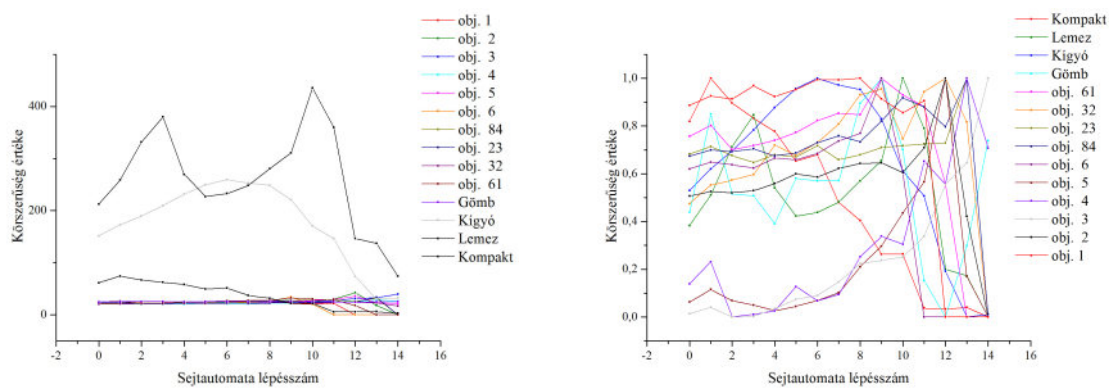 obj. 1
obj. 2
obj. 3
obj. 4
obj. 5
obj. 6
obj. 84
obj. 23
obj. 32
obj. 61
Gömb
Kigyó
Lemez
Kompakt
400
200
0
-2 0 2 4 6 8 10 12 14 16
Körszerűség értéke
Sejtautomata lépésszám
Kompakt
Lemez
Kigyó
Gömb
obj. 61
obj. 32
obj. 23
obj. 84
obj. 6
obj. 5
obj. 4
obj. 3
obj. 2
obj. 1
1,0
0,8
0,6
0,4
0,2
0,0
-2 0 2 4 6 8 10 12 14 16
Körszerűség értéke
Sejtautomata lépésszám